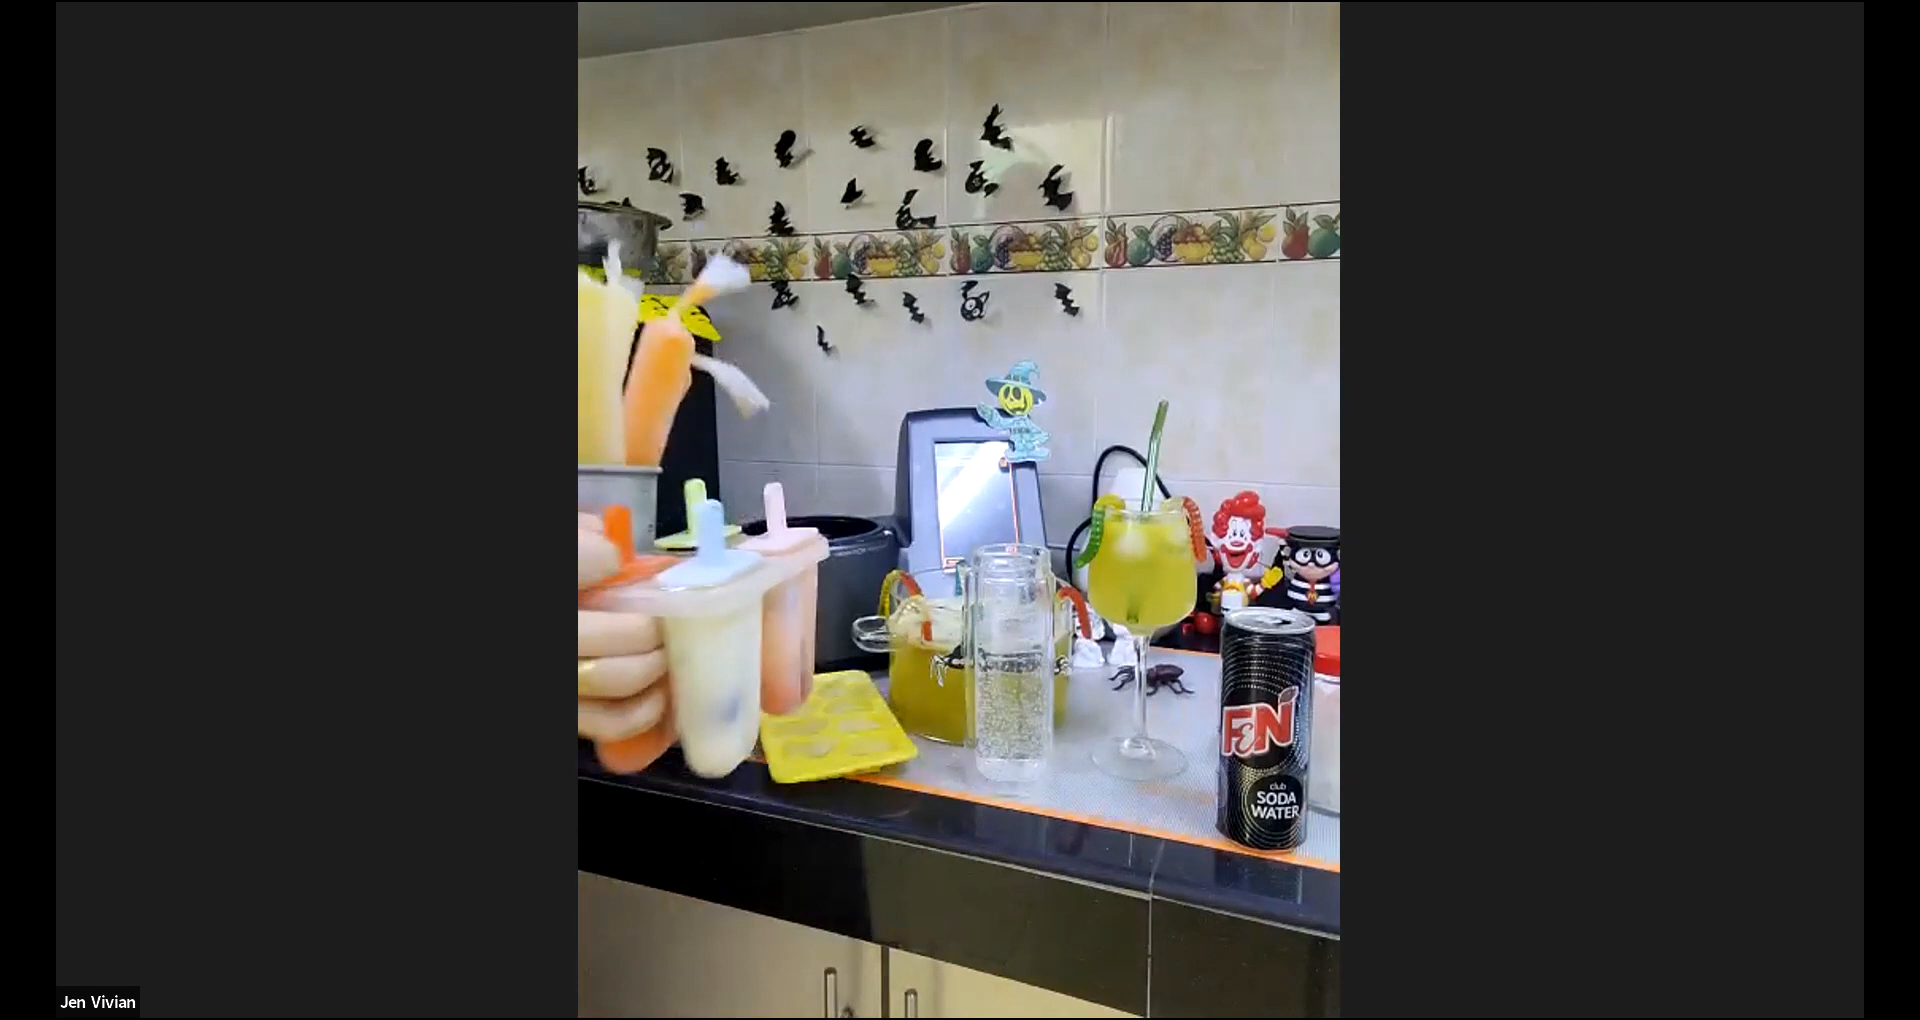 F&N
club
SODA
WATER
Jen Vivian